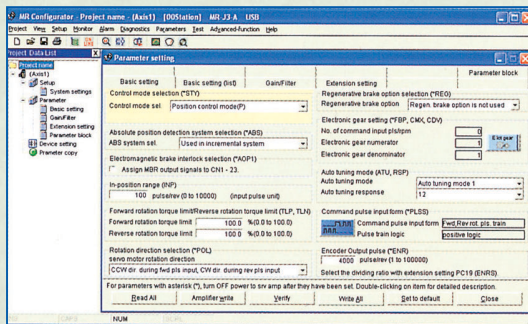 MR Configurator - Project name - (Axis1) [00Station] MR-J3-A USB
Project View Setup Monitor Alarm Diagnostics Parameters Test Advanced-function Help
Project Data List
Project name
(Axis1)
Setup
System settings
Parameter
Basic setting
Gain/Filter
Extension setting
Parameter block
Device setting
Prameter copy
Parameter setting
Basic setting
Basic setting (list)
Gain/Filter
Extension setting
Parameter block
Control mode selection (*STY)
Control mode sel. Position control mode(P)
Absolute position detection system selection (*ABS)
ABS system sel. Used in incremental system
Electromagnetic brake interlock selection (*AOP1)
Assign MBR output signals to CN1 - 23.
In-position range (INP)
100 pulse/rev (0 to 10000) (input pulse unit)
Forward rotation torque limit/Reverse rotation torque limit (TLP, TLN)
Forward rotation torque limit 100.0 %(0.0 to 100.0)
Reverse rotation torque limit 100.0 %(0.0 to 100.0)
Rotation direction selection (*POL)
servo motor rotation direction
CCW dir. during fwd pls input, CW dir. during rev pls input
Regenerative brake option selection (*REG)
Regenerative brake option Regen. brake option is not used
Electronic gear setting (*FBP, CMX, CDV)
No. of command input pls/rpm 0
Electronic gear numerator 1
Electronic gear denominator 1
Auto tuning mode (ATU, RSP)
Auto tuning mode Auto tuning mode 1
Auto tuning response 12
Command pulse input form (*PLSS)
Command pulse input form Fwd,Rev rot. pls. train
Pulse train logic positive logic
Encoder Output pulse (*ENR)
4000 pulse/rev (1 to 100000)
Select the dividing ratio with extension setting PC19 (ENRS).
For parameters with asterisk (*), turn OFF power to srv amp after they have been set. Double-clicking on item for detailed description.
Read All Amplifier write Verify Write All Set to default Close
NUM